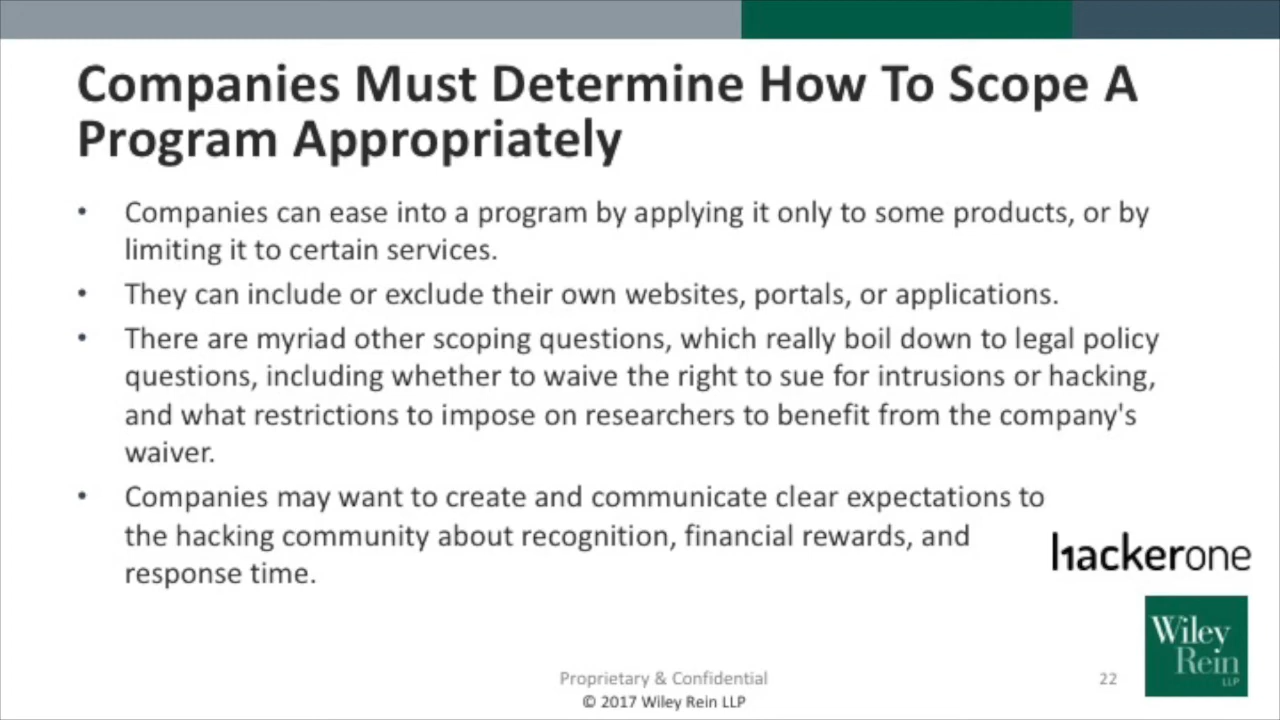 Companies Must Determine How To Scope A
Program Appropriately
• Companies can ease into a program by applying it only to some products, or by
limiting it to certain services.
• They can include or exclude their own websites, portals, or applications.
• There are myriad other scoping questions, which really boil down to legal policy
questions, including whether to waive the right to sue for intrusions or hacking,
and what restrictions to impose on researchers to benefit from the company's
waiver.
• Companies may want to create and communicate clear expectations to
the hacking community about recognition, financial rewards, and
response time.
hackerone
Wiley
Rein
LLP
Proprietary & Confidential
22
© 2017 Wiley Rein LLP